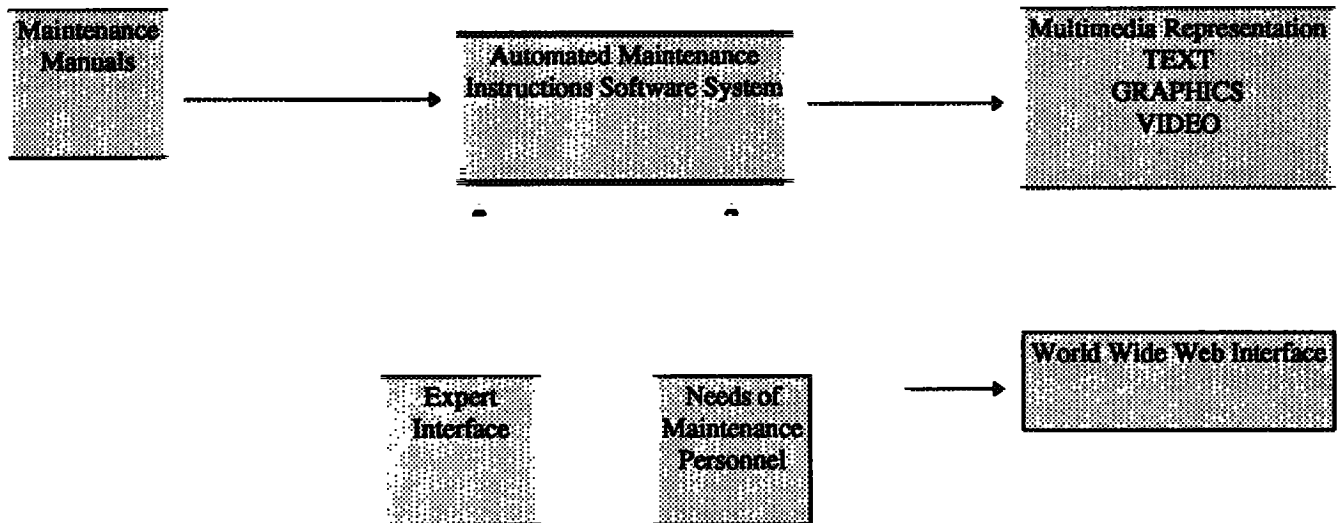 Maintenance
Manuals
Automated Maintenance
Instructions Software System
Multimedia Representation
TEXT
GRAPHICS
VIDEO
Expert
Interface
Needs of
Maintenance
Personnel
World Wide Web Interface